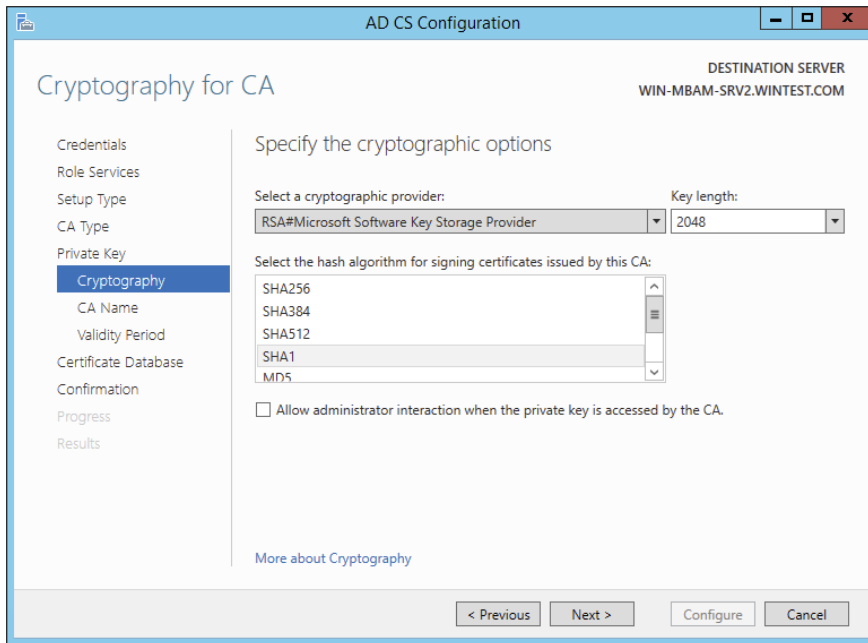 AD CS Configuration
Cryptography for CA
DESTINATION SERVER
WIN-MBAM-SRV2.WINTEST.COM
Credentials
Role Services
Setup Type
CA Type
Private Key
Cryptography
CA Name
Validity Period
Certificate Database
Confirmation
Progress
Results
Specify the cryptographic options
Select a cryptographic provider:
Key length:
RSA#Microsoft Software Key Storage Provider
2048
Select the hash algorithm for signing certificates issued by this CA:
SHA256
SHA384
SHA512
SHA1
MD5
Allow administrator interaction when the private key is accessed by the CA.
More about Cryptography
< Previous
Next >
Configure
Cancel